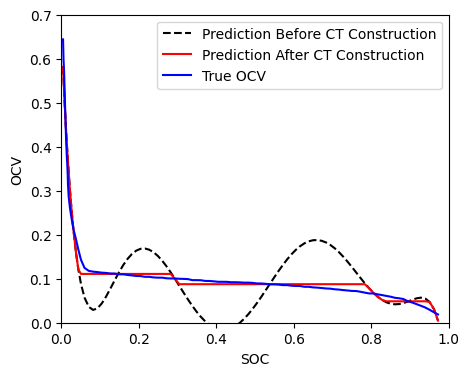 0.7
0.6
0.5
0.4
0.3
0.2
0.1
0.0
OCV
Prediction Before CT Construction
Prediction After CT Construction
True OCV
0.0 0.2 0.4 0.6 0.8 1.0
SOC